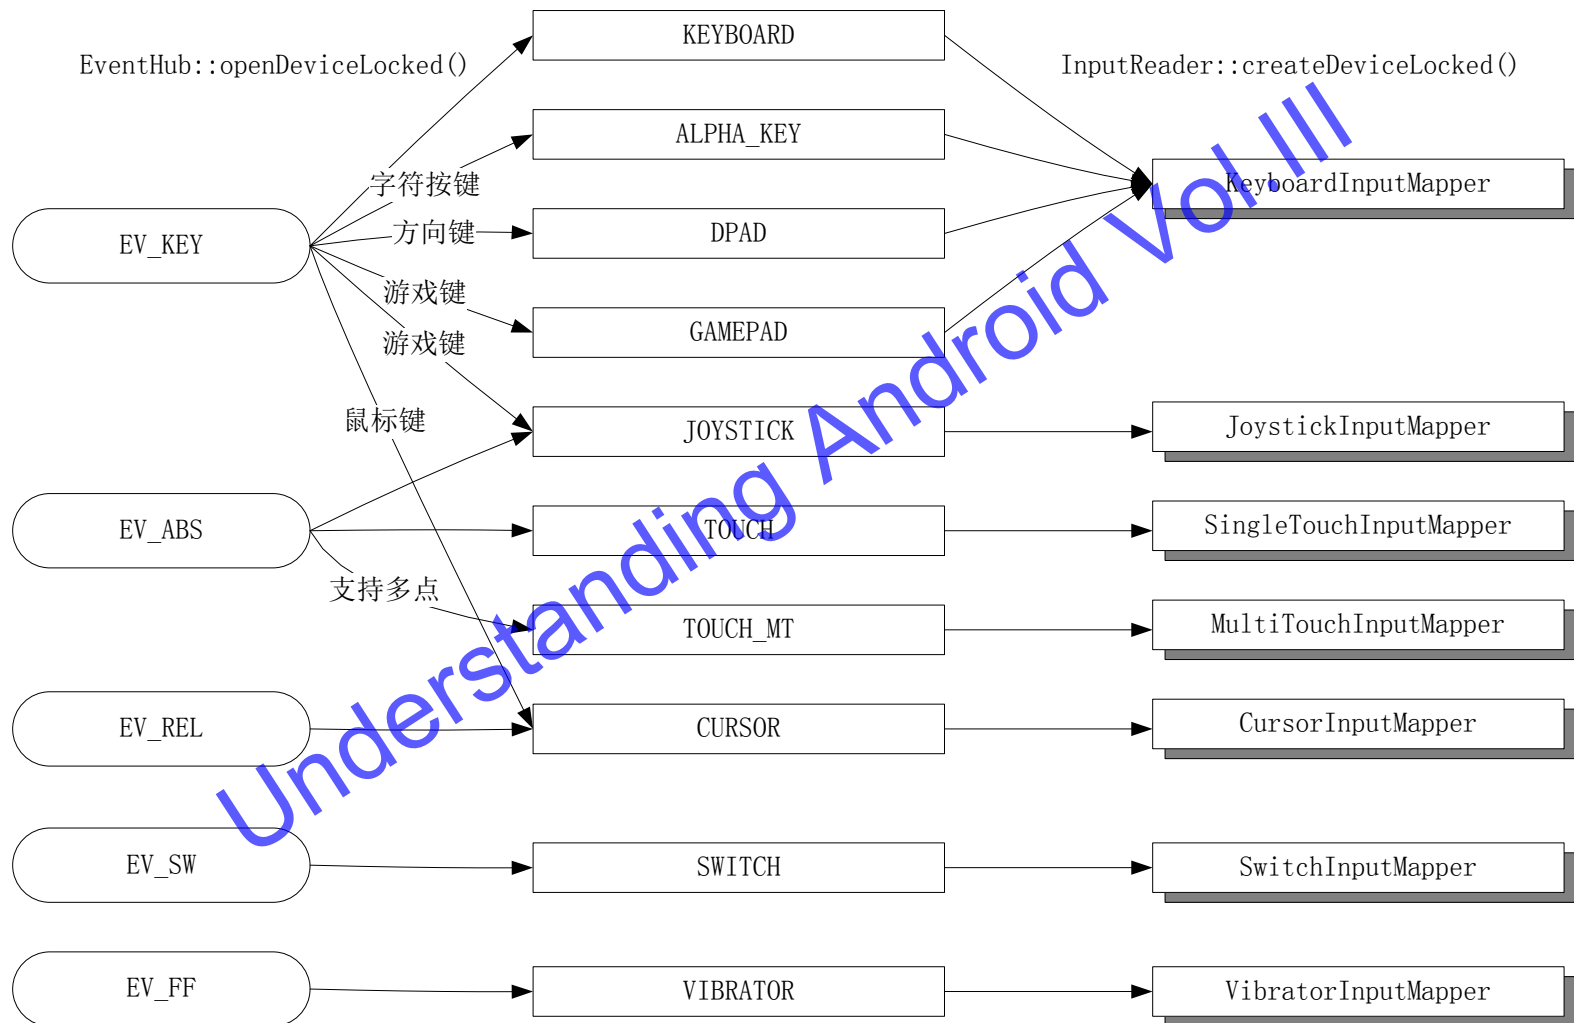 KEYBOARD
EventHub::openDeviceLocked()
InputReader::createDeviceLocked()
ALPHA_KEY
字符按键
KeyboardInputMapper
EV_KEY
方向键
DPAD
游戏键
GAMEPAD
游戏键
鼠标键
JOYSTICK
JoystickInputMapper
EV_ABS
TOUCH
SingleTouchInputMapper
支持多点
TOUCH_MT
MultiTouchInputMapper
EV_REL
CURSOR
CursorInputMapper
EV_SW
SWITCH
SwitchInputMapper
EV_FF
VIBRATOR
VibratorInputMapper
Understanding Android Vol.III